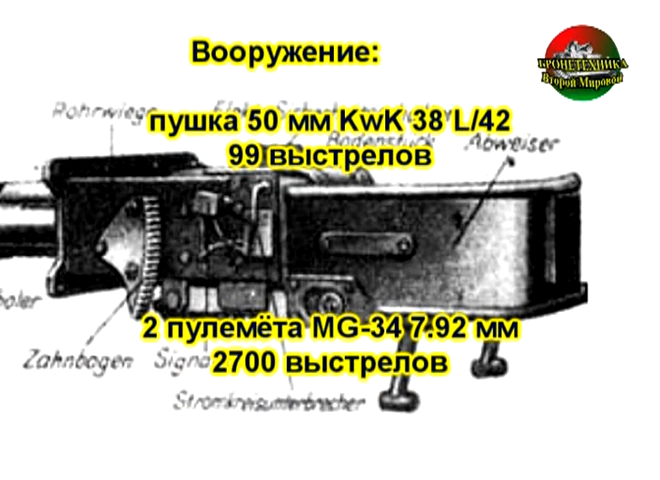 Вооружение:
БРОНЕТЕХНИКА
Второй Мировой
Rohrwiege
пушка 50 мм KwK 38 L/42
99 выстрелов
Bodenstück
Abweiser
2 пулемёта MG-34 7.92 мм
2700 выстрелов
Zahnbogen
Stromkreisunterbrecher